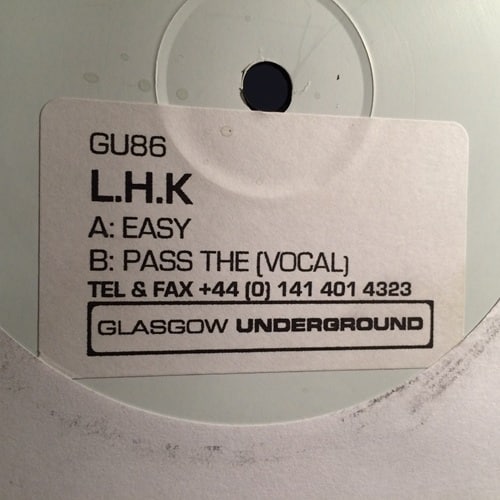 GU86
L.H.K
A: EASY
B: PASS THE (VOCAL)
TEL & FAX +44 (0) 141 401 4323
GLASGOW UNDERGROUND